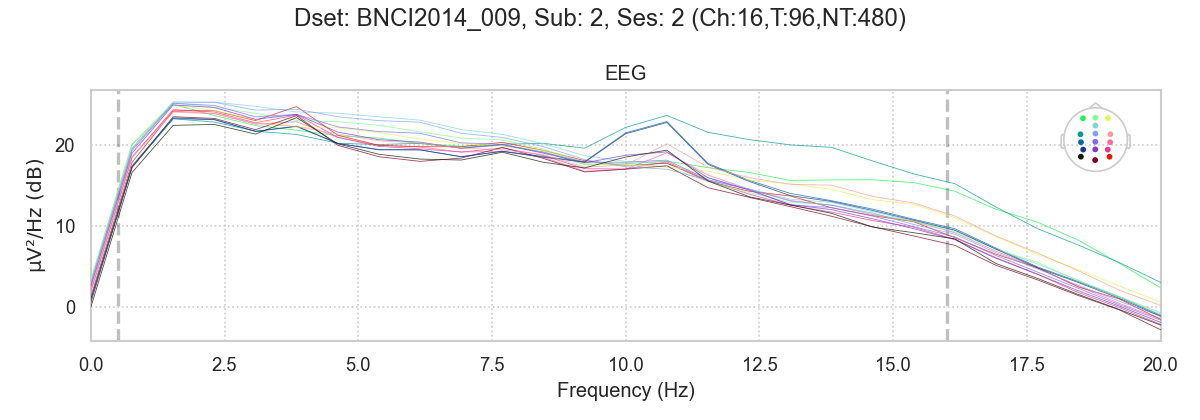 Dset: BNCI2014_009, Sub: 2, Ses: 2 (Ch:16,T:96,NT:480)
EEG
µV²/Hz (dB)
20
10
0
0.0 2.5 5.0 7.5 10.0 12.5 15.0 17.5 20.0
Frequency (Hz)